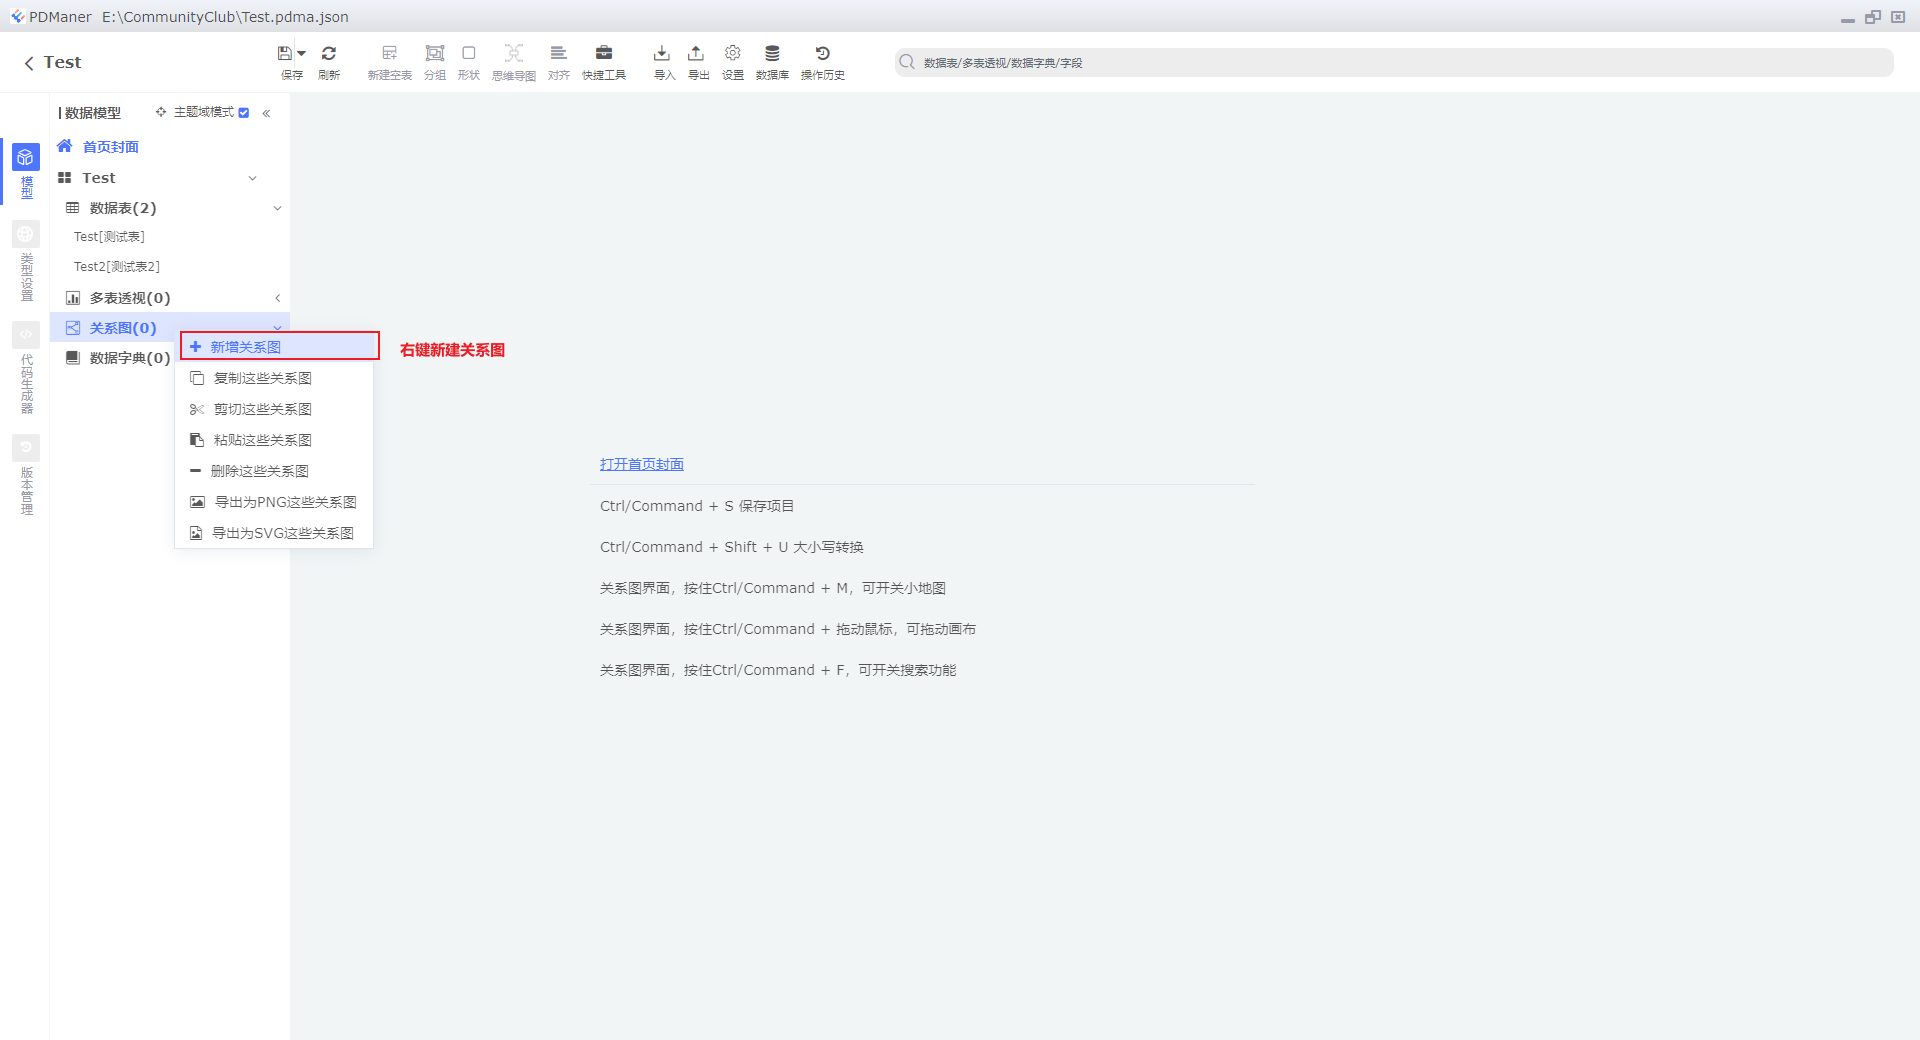 PDManer E:\CommunityClub\Test.pdma.json
Test
保存 刷新 新建空表 分组 形状 思维导图 对齐 快捷工具 导入 导出 设置 数据库 操作历史
数据表/多表透视/数据字典/字段
模型
类型设置
代码生成器
版本管理
数据模型 主题域模式
首页封面
Test
数据表(2)
Test[测试表]
Test2[测试表2]
多表透视(0)
关系图(0)
数据字典(0)
新增关系图
复制这些关系图
剪切这些关系图
粘贴这些关系图
删除这些关系图
导出为PNG这些关系图
导出为SVG这些关系图
右键新建关系图
打开首页封面
Ctrl/Command + S 保存项目
Ctrl/Command + Shift + U 大小写转换
关系图界面，按住Ctrl/Command + M，可开关小地图
关系图界面，按住Ctrl/Command + 拖动鼠标，可拖动画布
关系图界面，按住Ctrl/Command + F，可开关搜索功能